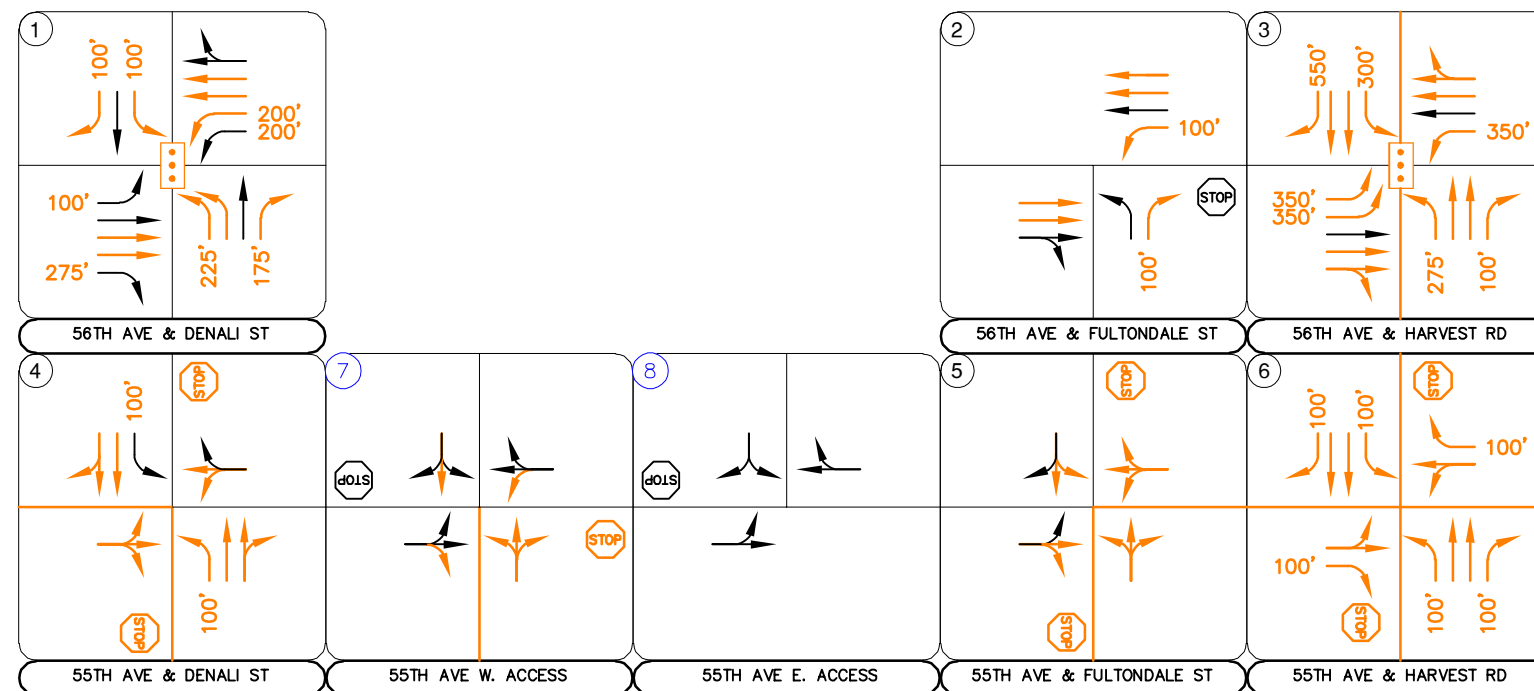 1
100'
100'
200'
200'
100'
275'
225'
175'
56TH AVE & DENALI ST
2
100'
STOP
100'
56TH AVE & FULTONDALE ST
3
550'
300'
350'
350'
350'
275'
100'
56TH AVE & HARVEST RD
4
100'
STOP
STOP
100'
55TH AVE & DENALI ST
7
STOP
STOP
55TH AVE W. ACCESS
8
STOP
55TH AVE E. ACCESS
5
STOP
STOP
55TH AVE & FULTONDALE ST
6
100'
100'
STOP
100'
100'
STOP
100'
100'
55TH AVE & HARVEST RD